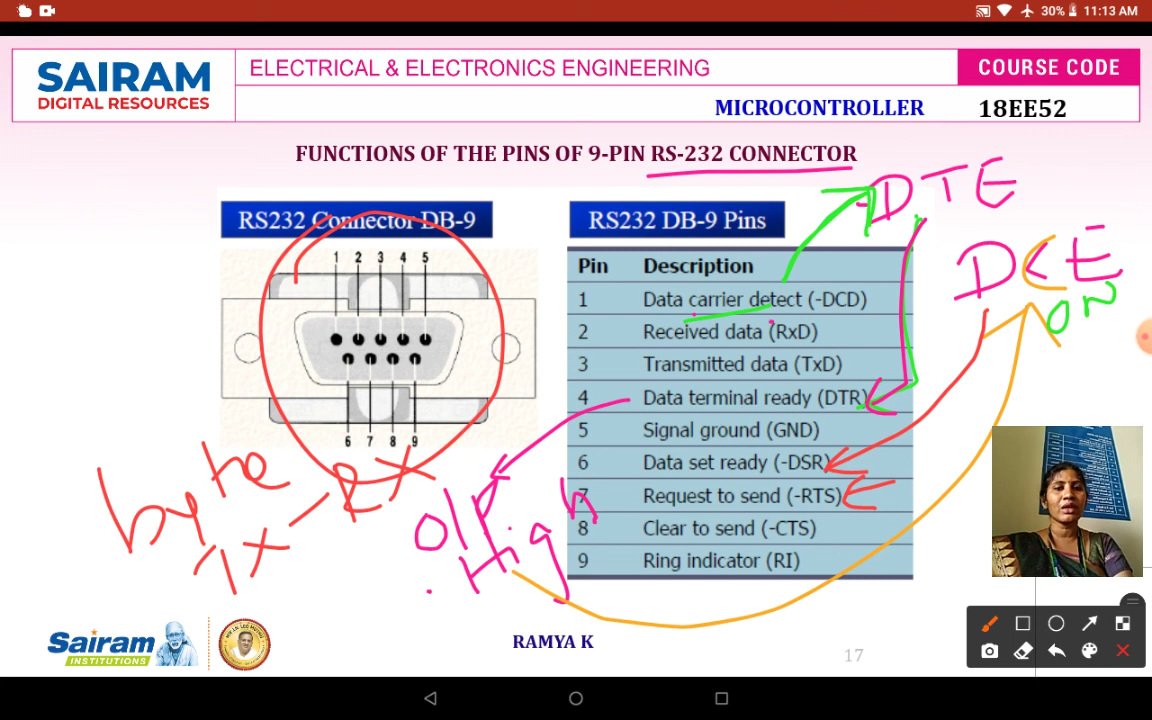 30% 11:13 AM
SAIRAM
DIGITAL RESOURCES
ELECTRICAL & ELECTRONICS ENGINEERING
COURSE CODE
MICROCONTROLLER
18EE52
FUNCTIONS OF THE PINS OF 9-PIN RS-232 CONNECTOR
DTE
DCE
ON
RS232 Connector DB-9
1 2 3 4 5
6 7 8 9
RS232 DB-9 Pins
Pin Description
1 Data carrier detect (-DCD)
2 Received data (RxD)
3 Transmitted data (TxD)
4 Data terminal ready (DTR)
5 Signal ground (GND)
6 Data set ready (-DSR)
7 Request to send (-RTS)
8 Clear to send (-CTS)
9 Ring indicator (RI)
byte
Tx - Rx
O/P
High
Sairam
INSTITUTIONS
RAMYA K
17